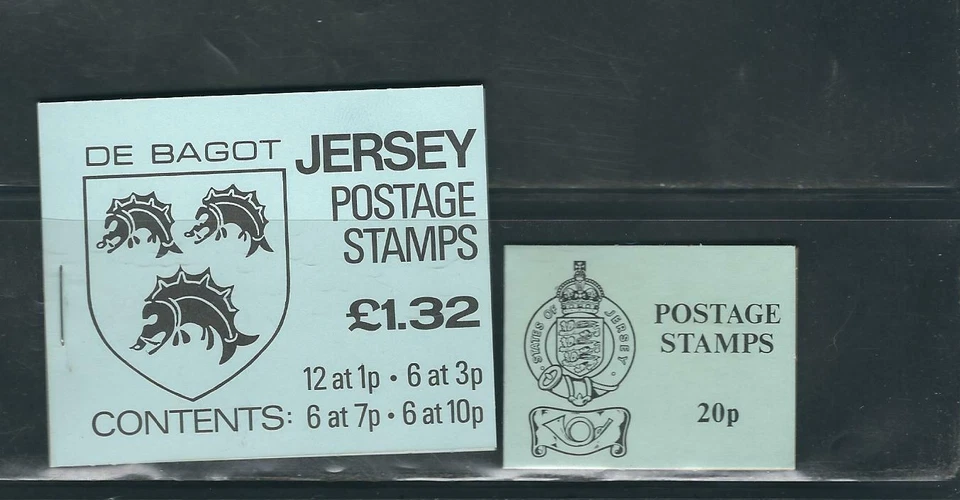 DE BAGOT
JERSEY
POSTAGE
STAMPS
£1.32
12 at 1p • 6 at 3p
CONTENTS: 6 at 7p • 6 at 10p
STATES OF JERSEY
POSTAGE
STAMPS
20p